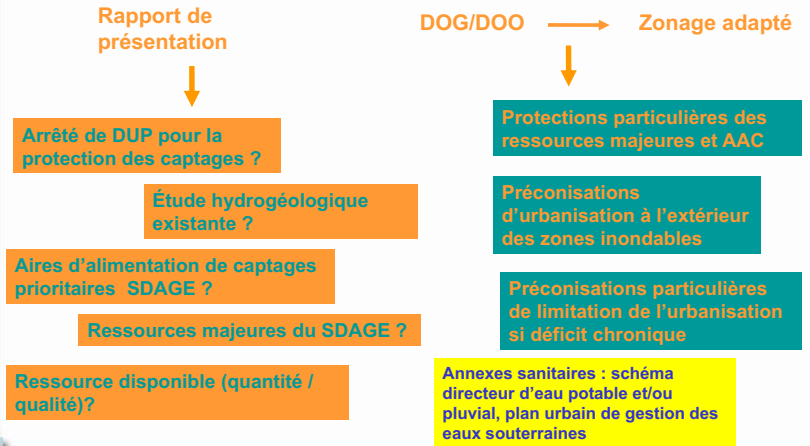 Rapport de
présentation
Arrêté de DUP pour la
protection des captages ?
Étude hydrogéologique
existante ?
Aires d’alimentation de captages
prioritaires SDAGE ?
Ressources majeures du SDAGE ?
Ressource disponible (quantité /
qualité)?
DOG/DOO
Zonage adapté
Protections particulières des
ressources majeures et AAC
Préconisations
d’urbanisation à l’extérieur
des zones inondables
Préconisations particulières
de limitation de l’urbanisation
si déficit chronique
Annexes sanitaires : schéma
directeur d’eau potable et/ou
pluvial, plan urbain de gestion des
eaux souterraines